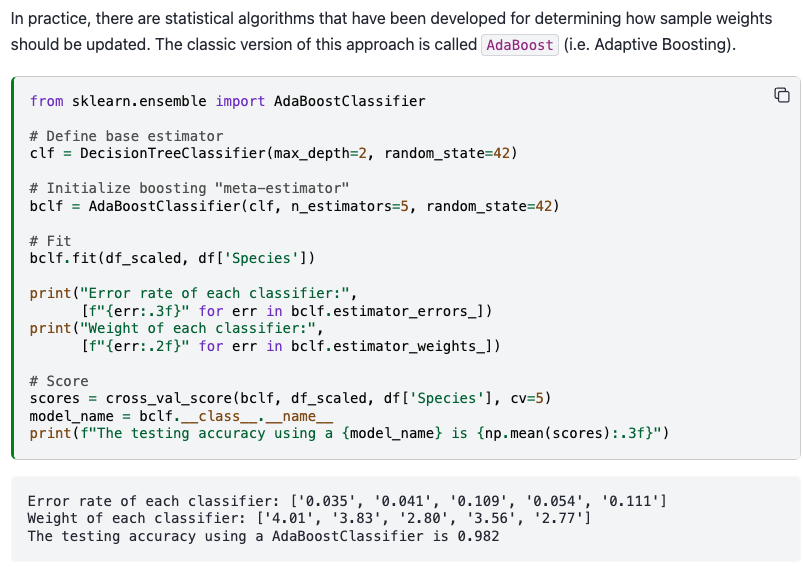 In practice, there are statistical algorithms that have been developed for determining how sample weights
should be updated. The classic version of this approach is called AdaBoost (i.e. Adaptive Boosting).
from sklearn.ensemble import AdaBoostClassifier
# Define base estimator
clf = DecisionTreeClassifier(max_depth=2, random_state=42)
# Initialize boosting "meta-estimator"
bclf = AdaBoostClassifier(clf, n_estimators=5, random_state=42)
# Fit
bclf.fit(df_scaled, df['Species'])
print("Error rate of each classifier:",
      [f"{err:.3f}" for err in bclf.estimator_errors_])
print("Weight of each classifier:",
      [f"{err:.2f}" for err in bclf.estimator_weights_])
# Score
scores = cross_val_score(bclf, df_scaled, df['Species'], cv=5)
model_name = bclf.__class__.__name__
print(f"The testing accuracy using a {model_name} is {np.mean(scores):.3f}")
Error rate of each classifier: ['0.035', '0.041', '0.109', '0.054', '0.111']
Weight of each classifier: ['4.01', '3.83', '2.80', '3.56', '2.77']
The testing accuracy using a AdaBoostClassifier is 0.982